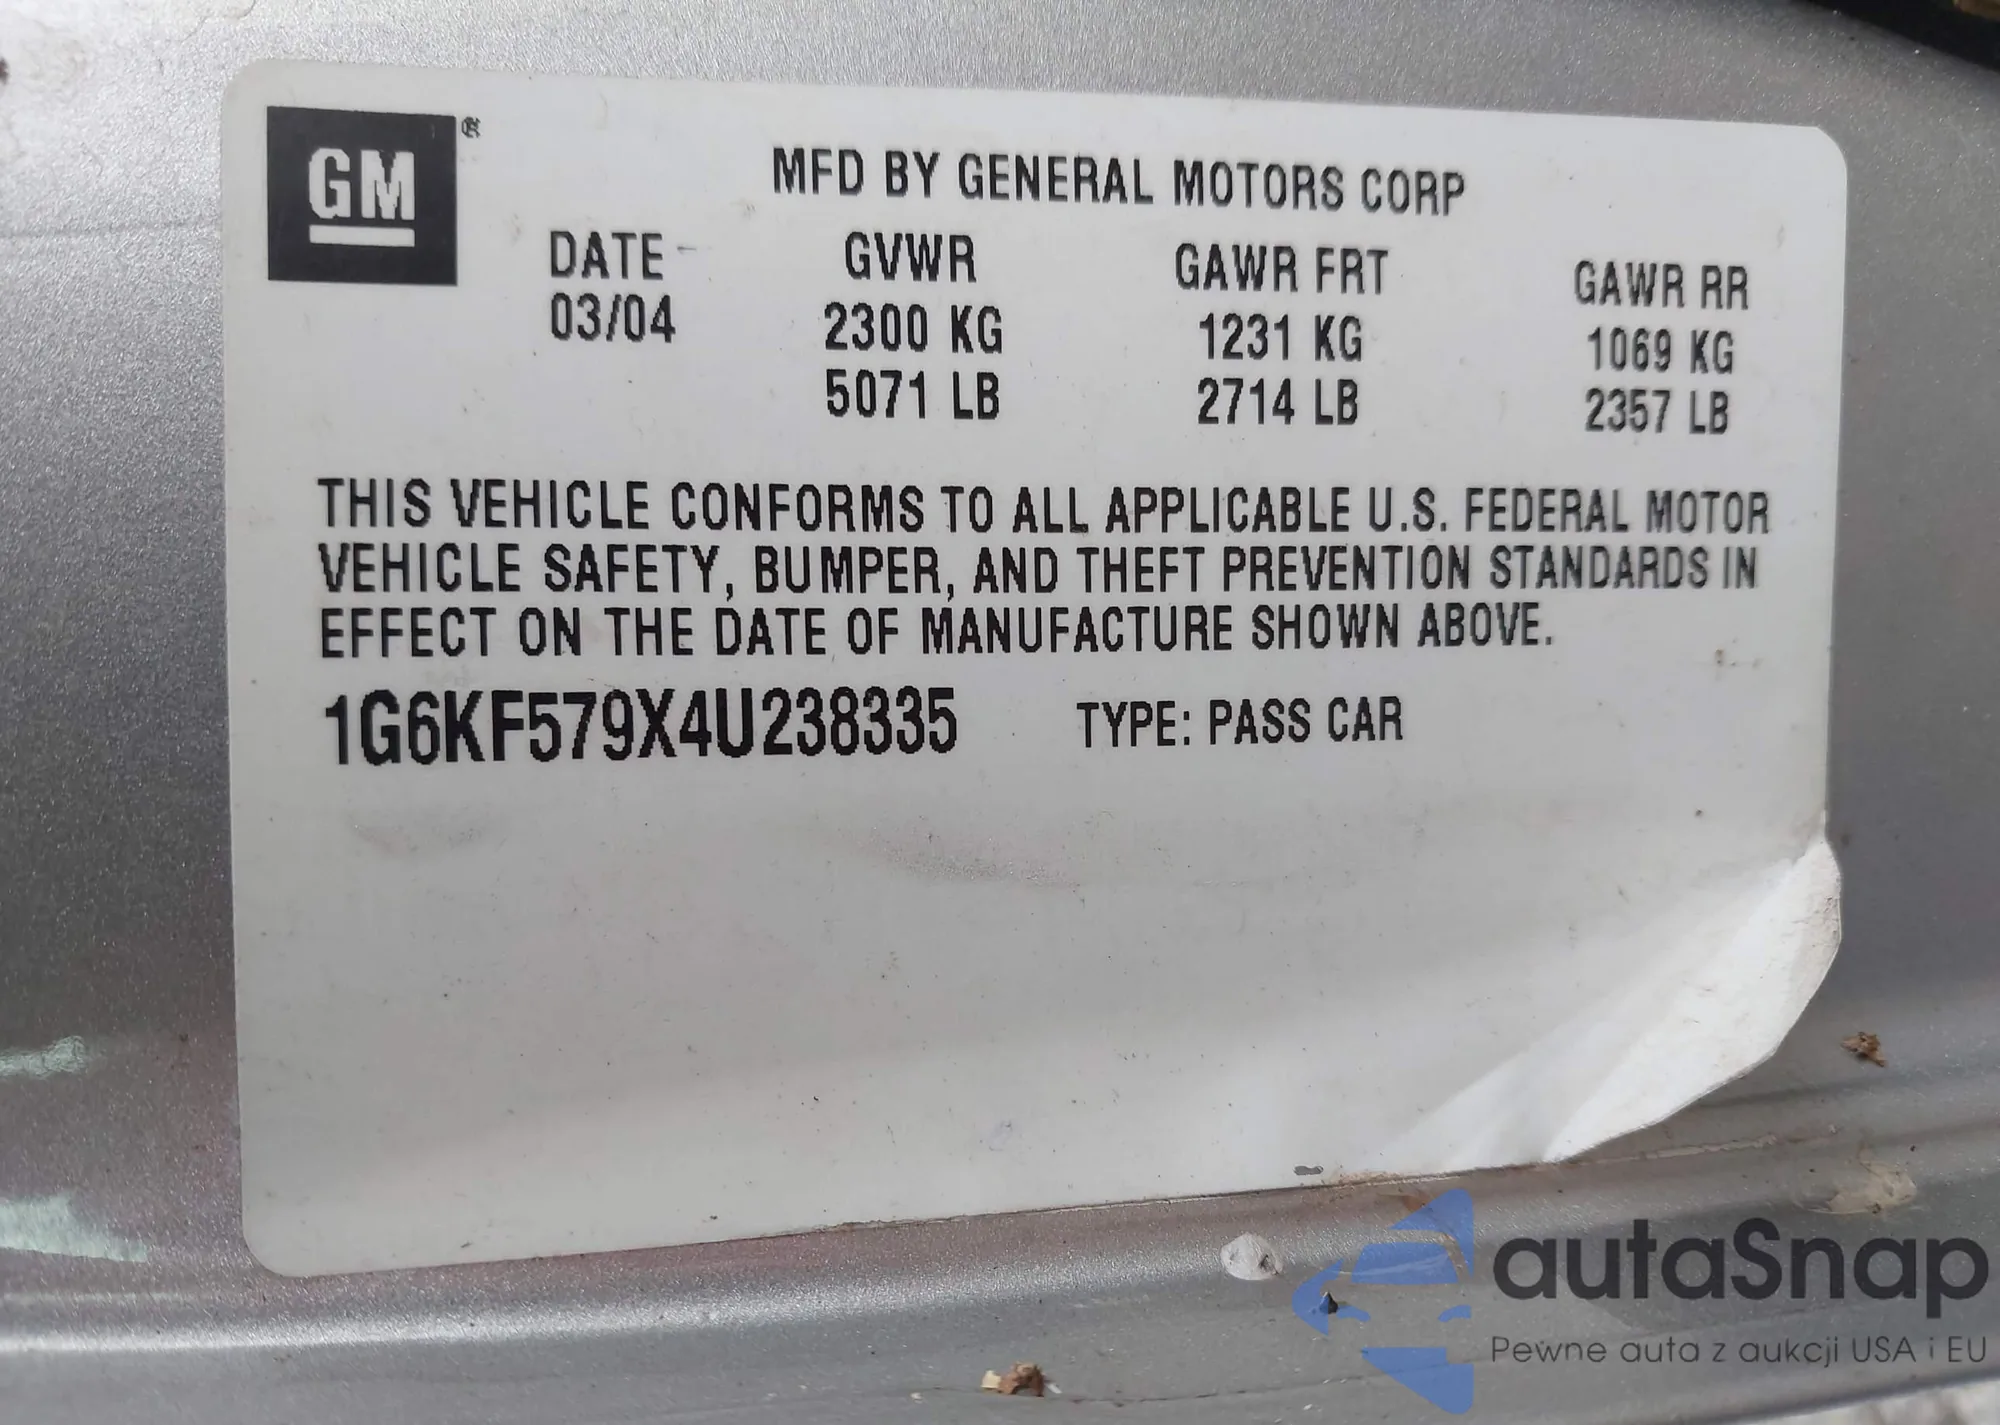 GM®
MFD BY GENERAL MOTORS CORP
DATE GVWR GAWR FRT GAWR RR
03/04 2300 KG 1231 KG 1069 KG
5071 LB 2714 LB 2357 LB
THIS VEHICLE CONFORMS TO ALL APPLICABLE U.S. FEDERAL MOTOR
VEHICLE SAFETY, BUMPER, AND THEFT PREVENTION STANDARDS IN
EFFECT ON THE DATE OF MANUFACTURE SHOWN ABOVE.
1G6KF579X4U238335 TYPE: PASS CAR
autaSnap
Pewne auta z aukcji USA i EU